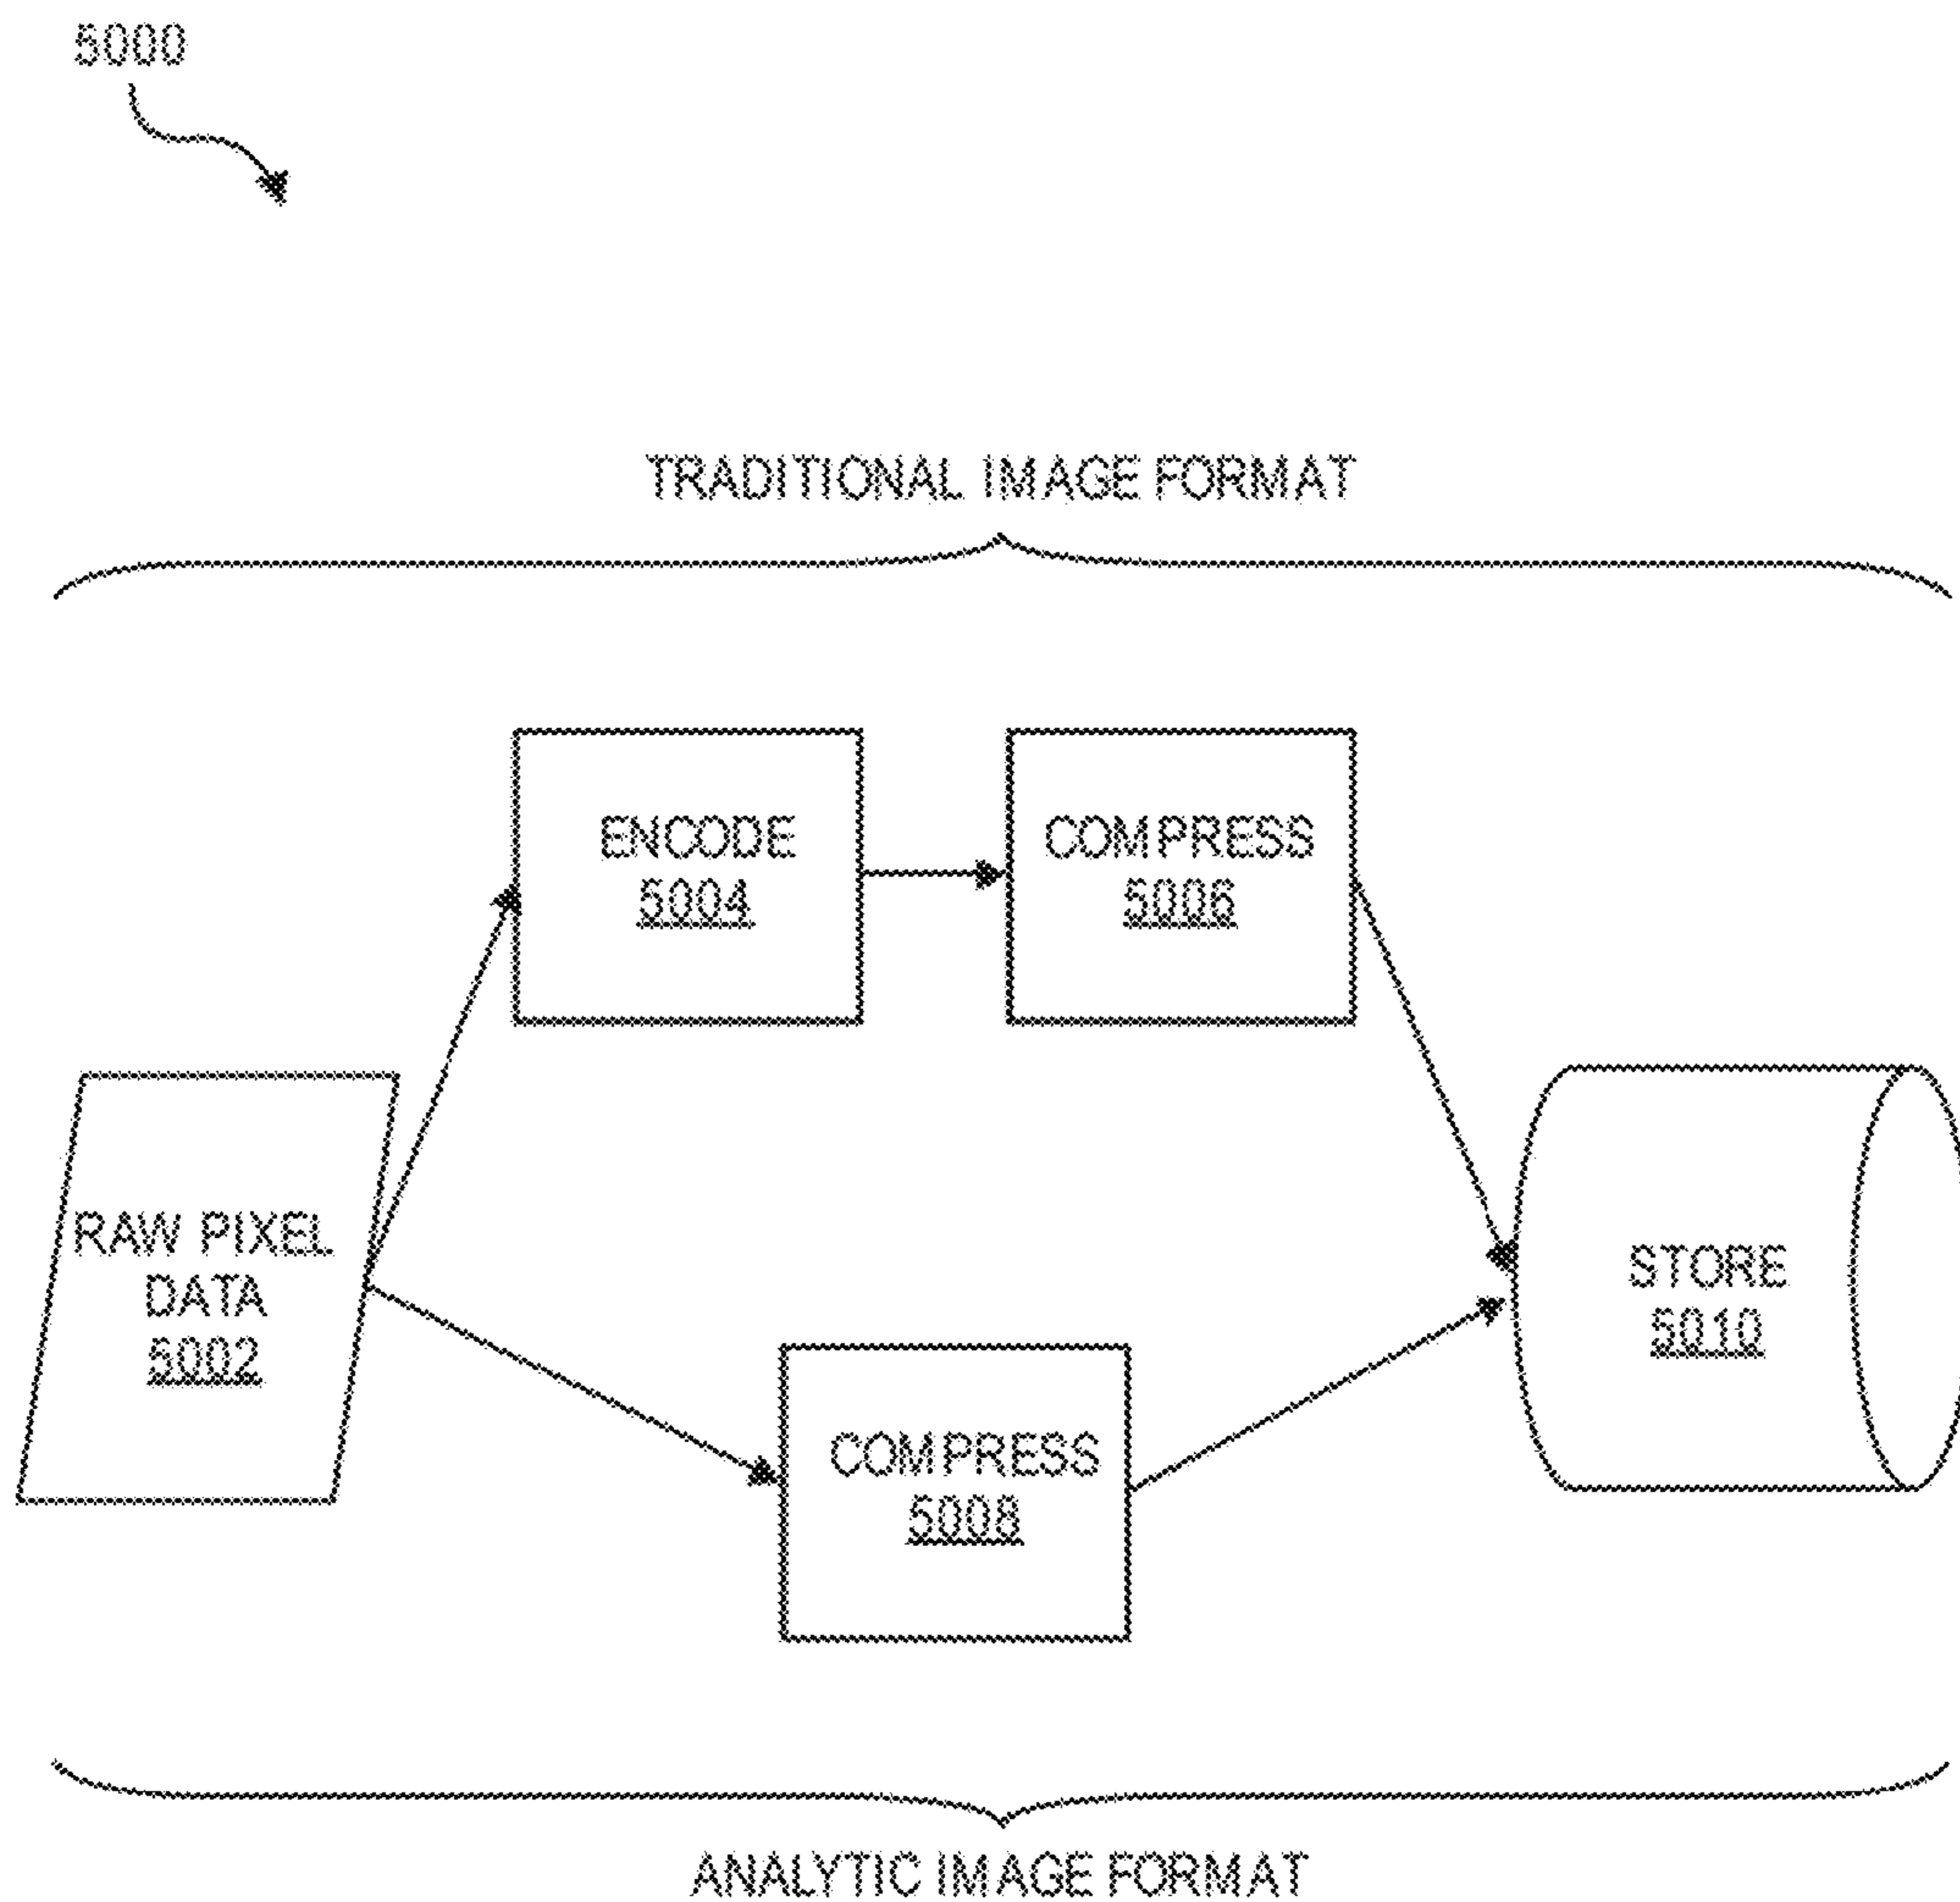 5000
TRADITIONAL IMAGE FORMAT
ENCODE
5004
COMPRESS
5006
RAW PIXEL
DATA
5002
STORE
5010
COMPRESS
5008
ANALYTIC IMAGE FORMAT